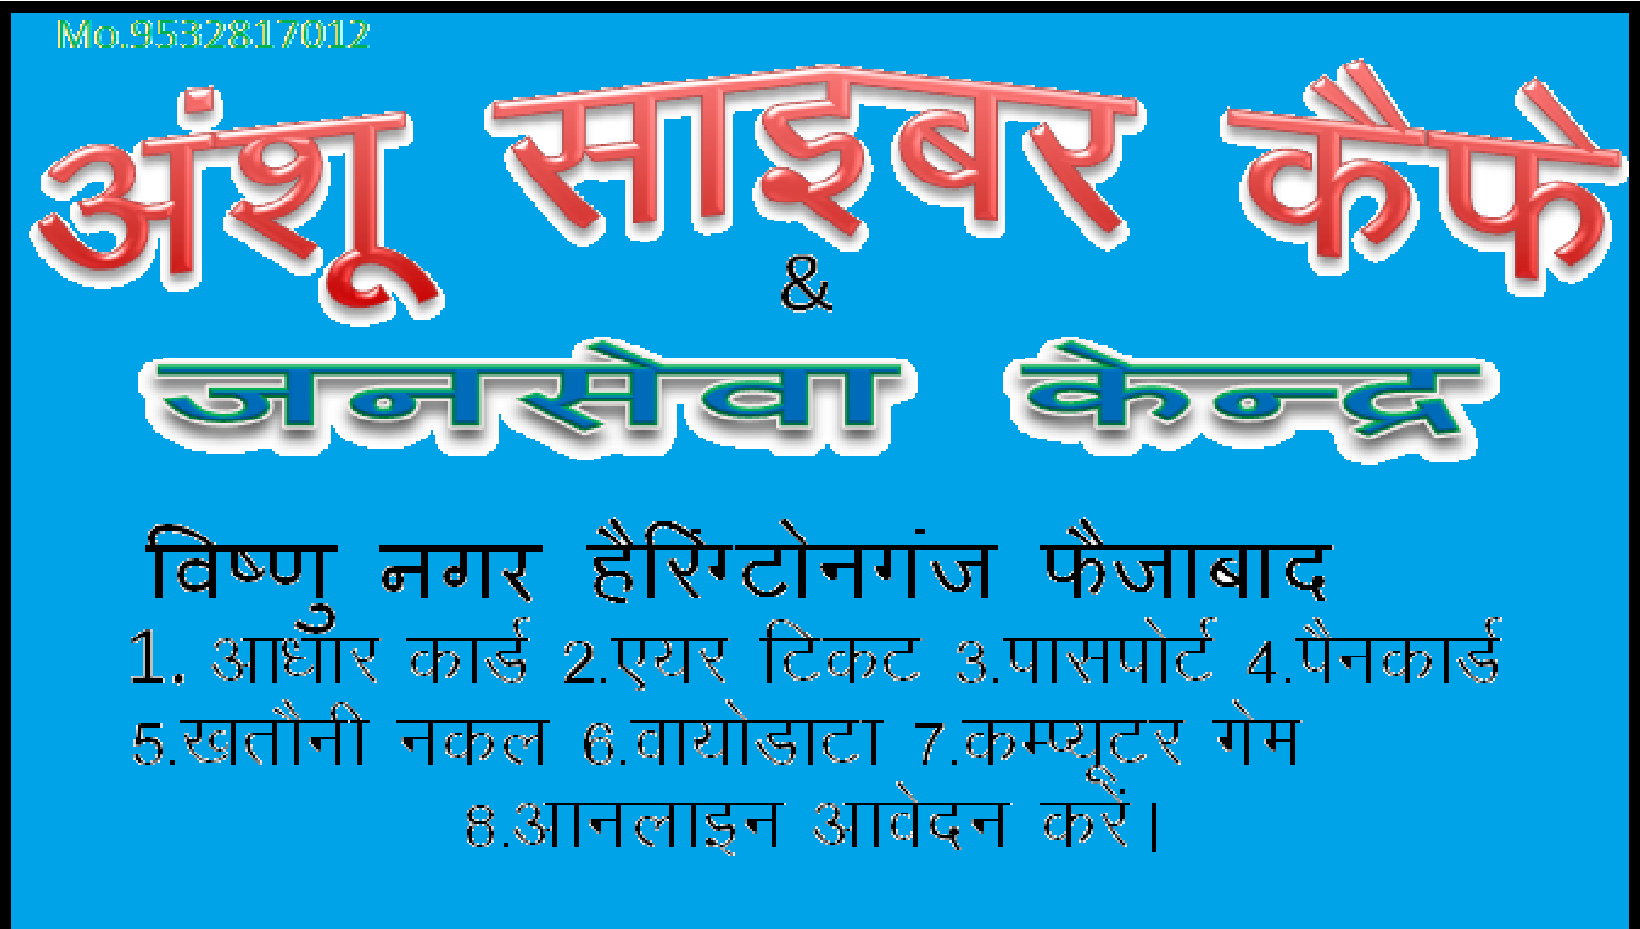 Mo.9532817012
अंशू साइबर कैफे
&
जनसेवा केन्द्र
विष्णु नगर हैरिंग्टोनगंज फैजाबाद
1. आधार कार्ड 2.एयर टिकट 3.पासपोर्ट 4.पैनकार्ड
5.खतौनी नकल 6.वायोडाटा 7.कम्प्यूटर गेम
8.आनलाइन आवेदन करें।